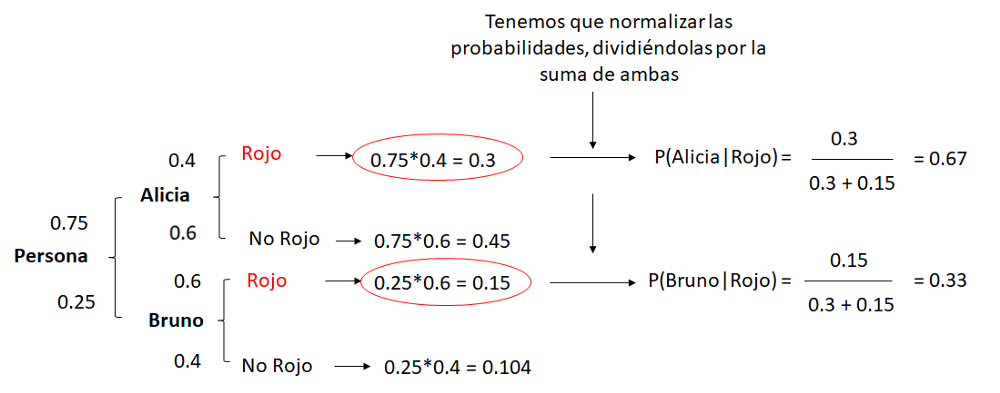 Tenemos que normalizar las
probabilidades, dividiéndolas por la
suma de ambas
0.4 Rojo 0.75*0.4 = 0.3 P(Alicia|Rojo) = 0.3 / 0.3 + 0.15 = 0.67
Alicia
0.75 0.6 No Rojo 0.75*0.6 = 0.45
Persona
0.25 0.6 Rojo 0.25*0.6 = 0.15 P(Bruno|Rojo) = 0.15 / 0.3 + 0.15 = 0.33
Bruno
0.4 No Rojo 0.25*0.4 = 0.104